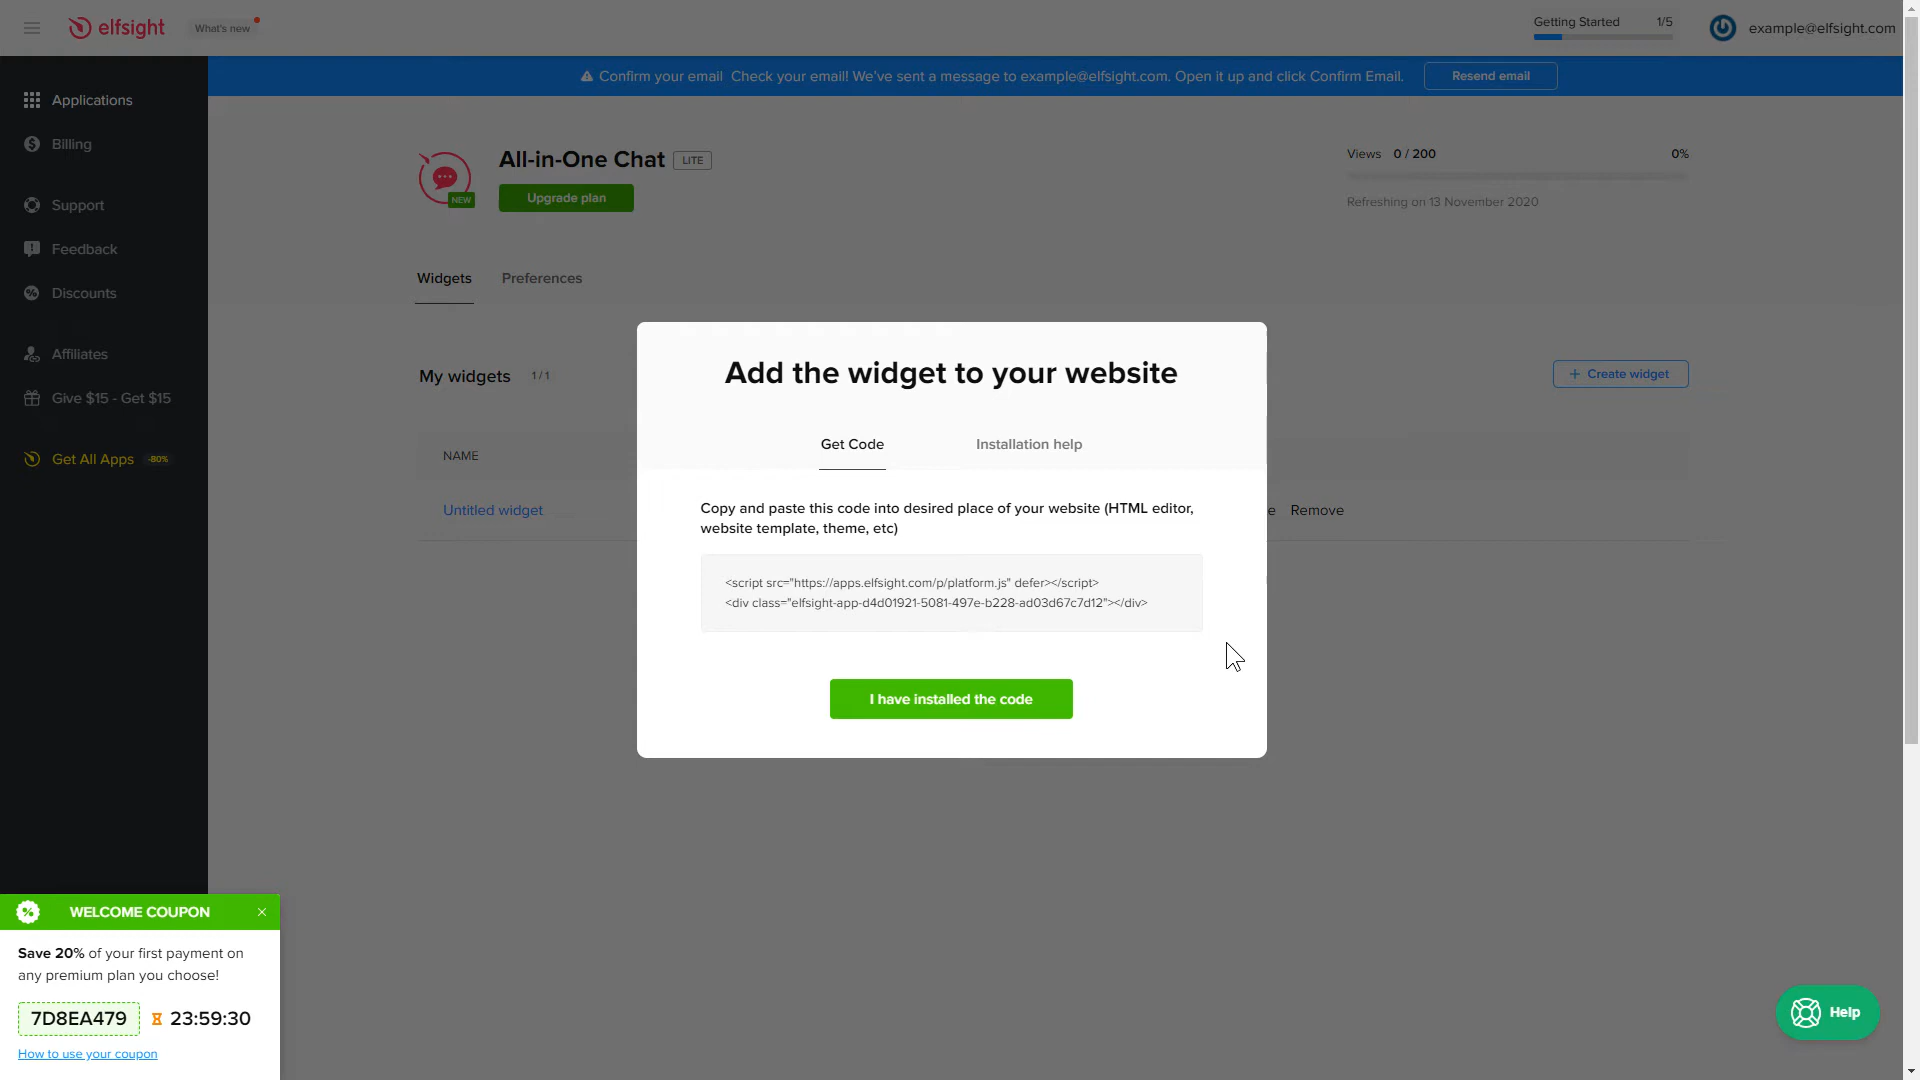 elfsight
What's new
Getting Started 1/5
example@elfsight.com
Confirm your email Check your email! We've sent a message to example@elfsight.com. Open it up and click Confirm Email.
Resend email
Applications
Billing
Support
Feedback
Discounts
Affiliates
Give $15 - Get $15
Get All Apps -80%
NEW
All-in-One Chat LITE
Upgrade plan
Views 0 / 200 0%
Refreshing on 13 November 2020
Widgets Preferences
My widgets 1 / 1
+ Create widget
NAME
Untitled widget
e Remove
Add the widget to your website
Get Code Installation help
Copy and paste this code into desired place of your website (HTML editor,
website template, theme, etc)
<script src="https://apps.elfsight.com/p/platform.js" defer></script>
<div class="elfsight-app-d4d01921-5081-497e-b228-ad03d67c7d12"></div>
I have installed the code
WELCOME COUPON
Save 20% of your first payment on
any premium plan you choose!
7D8EA479 23:59:30
How to use your coupon
Help